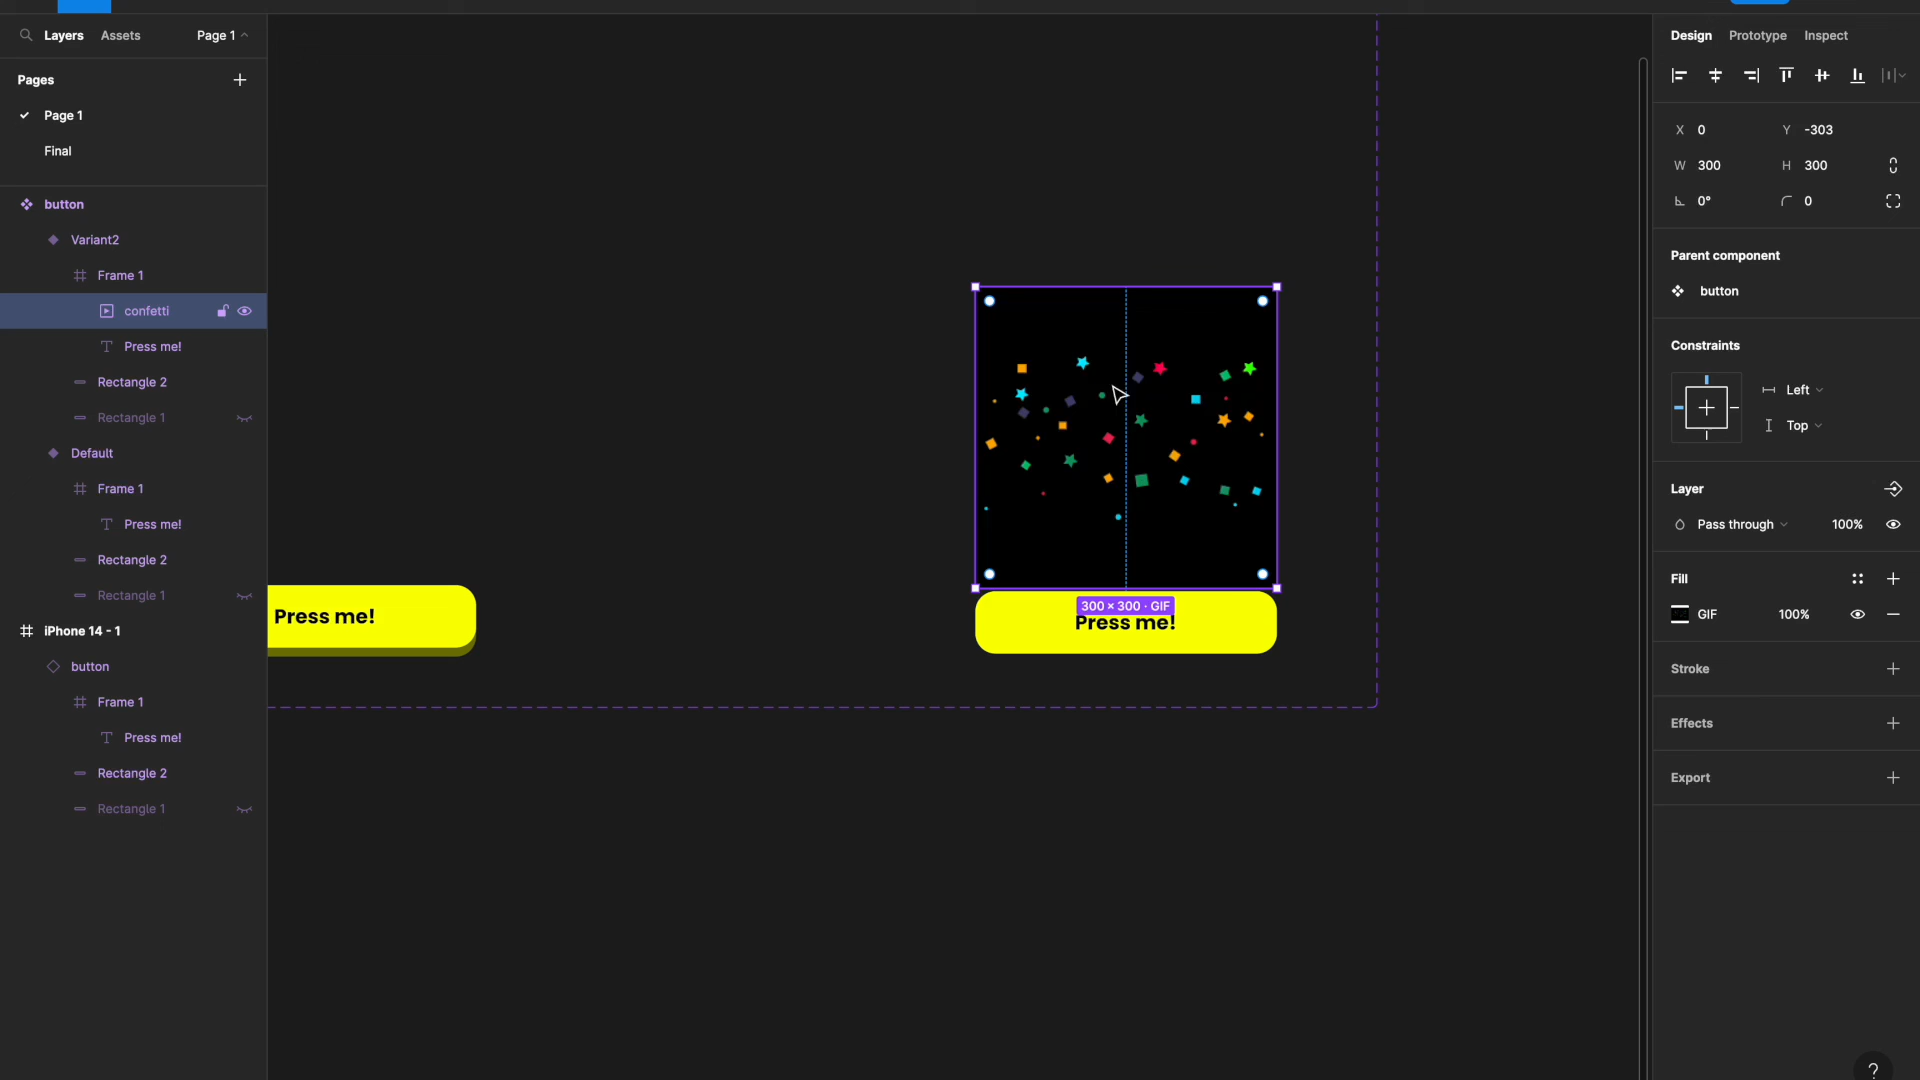 Layers Assets Page 1
Pages
Page 1
Final
button
Variant2
Frame 1
confetti
Press me!
Rectangle 2
Rectangle 1
Default
Frame 1
Press me!
Rectangle 2
Rectangle 1
iPhone 14 - 1
button
Frame 1
Press me!
Rectangle 2
Rectangle 1
Press me!
300 × 300 · GIF
Press me!
Design Prototype Inspect
X 0 Y -303
W 300 H 300
0° 0
Parent component
button
Constraints
Left
Top
Layer
Pass through 100%
Fill
GIF 100%
Stroke
Effects
Export
?